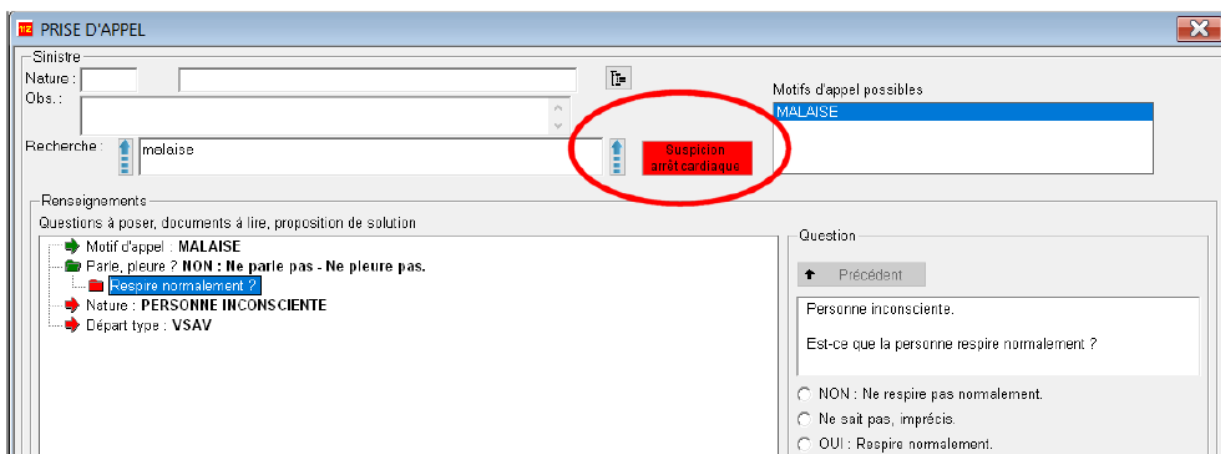 112 PRISE D'APPEL
Sinistre
Nature :
Obs. :
Recherche : malaise
Suspicion
arrêt cardiaque
Motifs d'appel possibles
MALAISE
Renseignements
Questions à poser, documents à lire, proposition de solution
Motif d'appel : MALAISE
Parle, pleure ? NON : Ne parle pas - Ne pleure pas.
Respire normalement ?
Nature : PERSONNE INCONSCIENTE
Départ type : VSAV
Question
Précédent
Personne inconsciente.
Est-ce que la personne respire normalement ?
NON : Ne respire pas normalement.
Ne sait pas, imprécis.
OUI : Respire normalement.